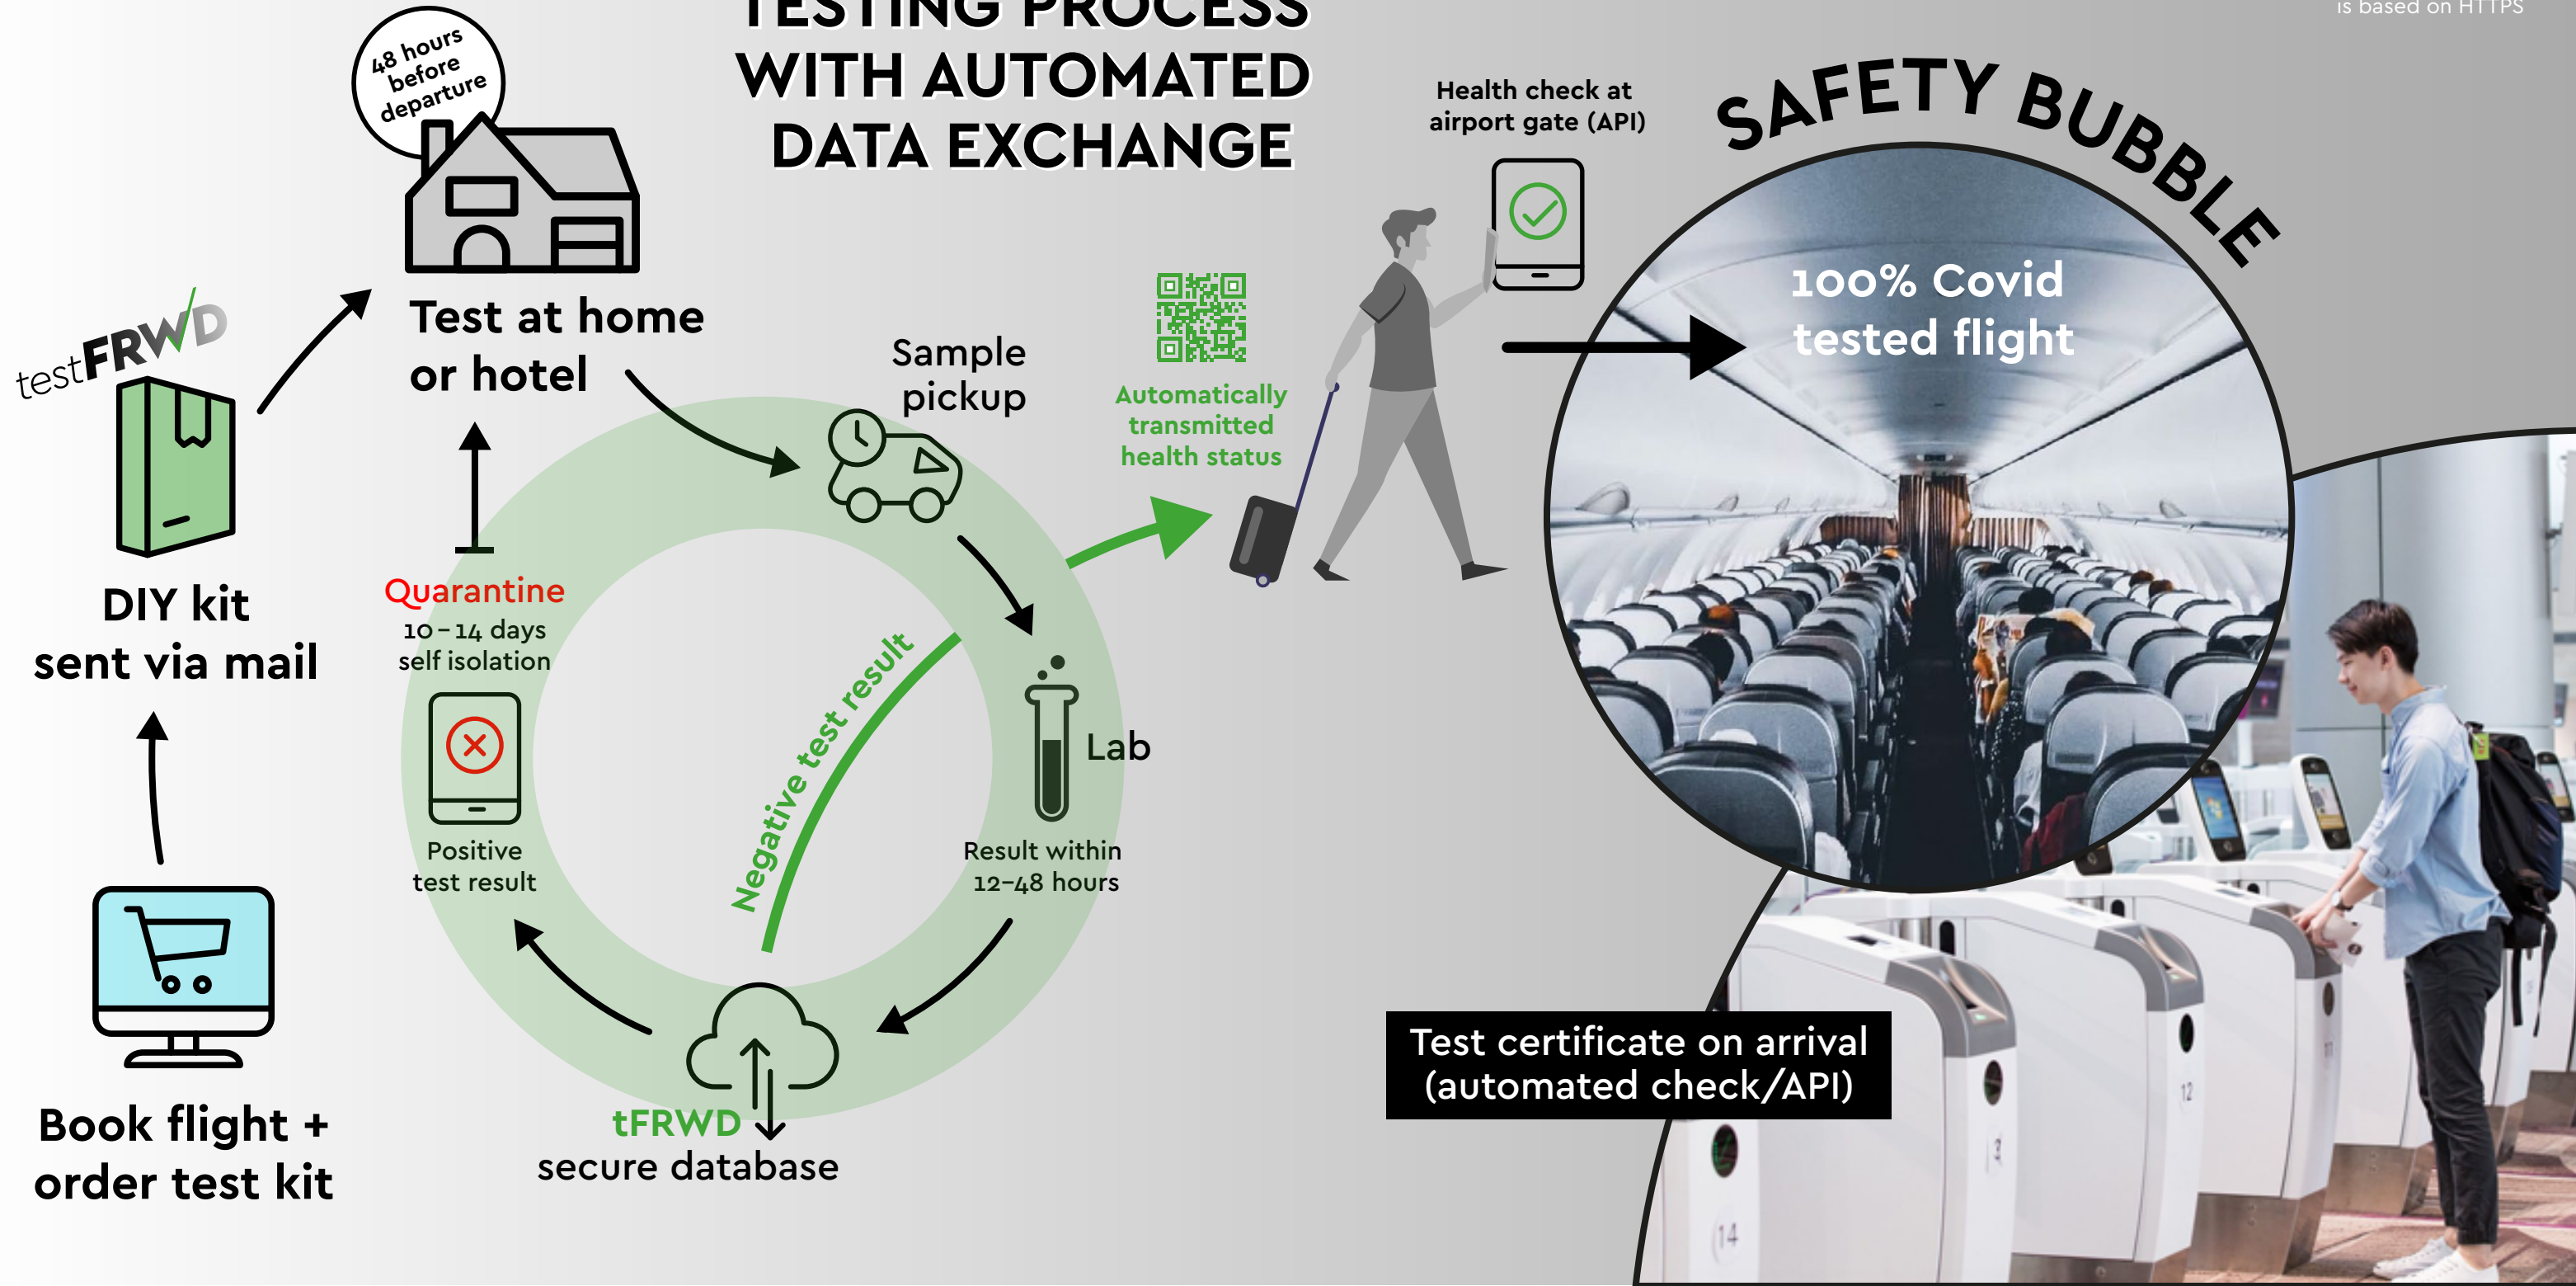 is based on HTTPS
TESTING PROCESS
WITH AUTOMATED
DATA EXCHANGE
48 hours
before
departure
Health check at
airport gate (API)
SAFETY BUBBLE
100% Covid
tested flight
testFRWD
Test at home
or hotel
Sample
pickup
Automatically
transmitted
health status
DIY kit
sent via mail
Quarantine
10-14 days
self isolation
Negative test result
Lab
Positive
test result
Result within
12-48 hours
Book flight +
order test kit
tFRWD
secure database
Test certificate on arrival
(automated check/API)
11
12
3
14